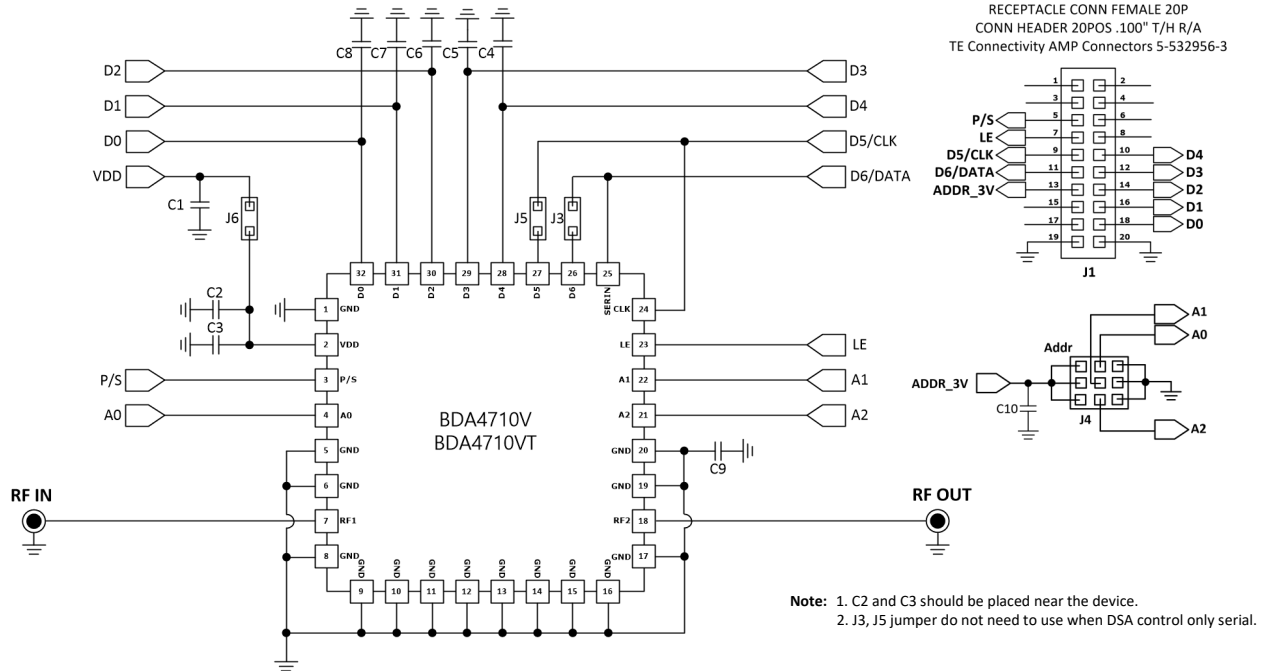 RECEPTACLE CONN FEMALE 20P
CONN HEADER 20POS .100" T/H R/A
TE Connectivity AMP Connectors 5-532956-3
C8 C7 C6 C5 C4
D2
D3
D1
D4
D0
D5/CLK
VDD
D6/DATA
C1
J6
J5
J3
32 31 30 29 28 27 26 25
D0 D1 D2 D3 D4 D5 D6 SERIN
C2
C3
1 GND
2 VDD
P/S
3 P/S
A0
4 A0
5 GND
6 GND
RF IN
7 RF1
8 GND
BDA4710V
BDA4710VT
CLK 24
LE 23
LE
A1 22
A1
A2 21
A2
GND 20
C9
GND 19
RF OUT
RF2 18
GND 17
GND GND GND GND GND GND GND GND
9 10 11 12 13 14 15 16
1 2
3 4
P/S 5 6
LE 7 8
D5/CLK 9 10 D4
D6/DATA 11 12 D3
ADDR_3V 13 14 D2
15 16 D1
17 18 D0
19 20
J1
A1
A0
Addr
ADDR_3V
C10
J4
A2
Note: 1. C2 and C3 should be placed near the device.
2. J3, J5 jumper do not need to use when DSA control only serial.